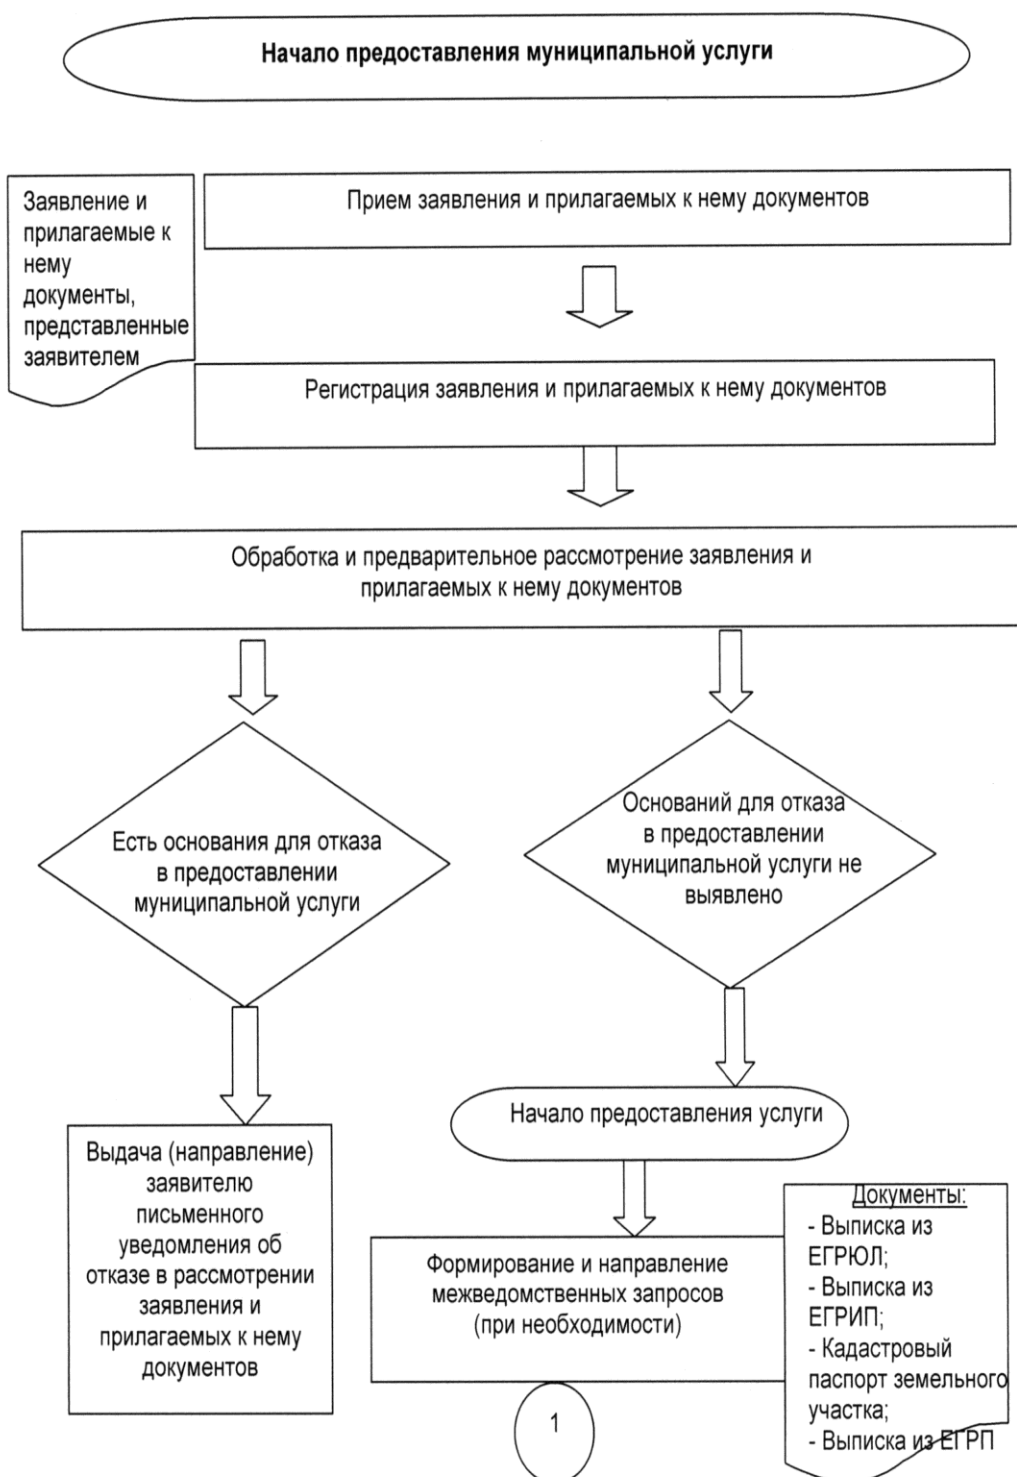 Начало предоставления муниципальной услуги
Заявление и
прилагаемые к
нему
документы,
представленные
заявителем
Прием заявления и прилагаемых к нему документов
Регистрация заявления и прилагаемых к нему документов
Обработка и предварительное рассмотрение заявления и
прилагаемых к нему документов
Есть основания для отказа
в предоставлении
муниципальной услуги
Оснований для отказа
в предоставлении
муниципальной услуги не
выявлено
Выдача (направление)
заявителю
письменного
уведомления об
отказе в рассмотрении
заявления и
прилагаемых к нему
документов
Начало предоставления услуги
Формирование и направление
межведомственных запросов
(при необходимости)
Документы:
- Выписка из
ЕГРЮЛ;
- Выписка из
ЕГРИП;
- Кадастровый
паспорт земельного
участка;
- Выписка из ЕГРП
1